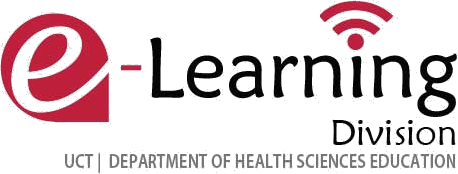 e-Learning
Division
UCT | DEPARTMENT OF HEALTH SCIENCES EDUCATION